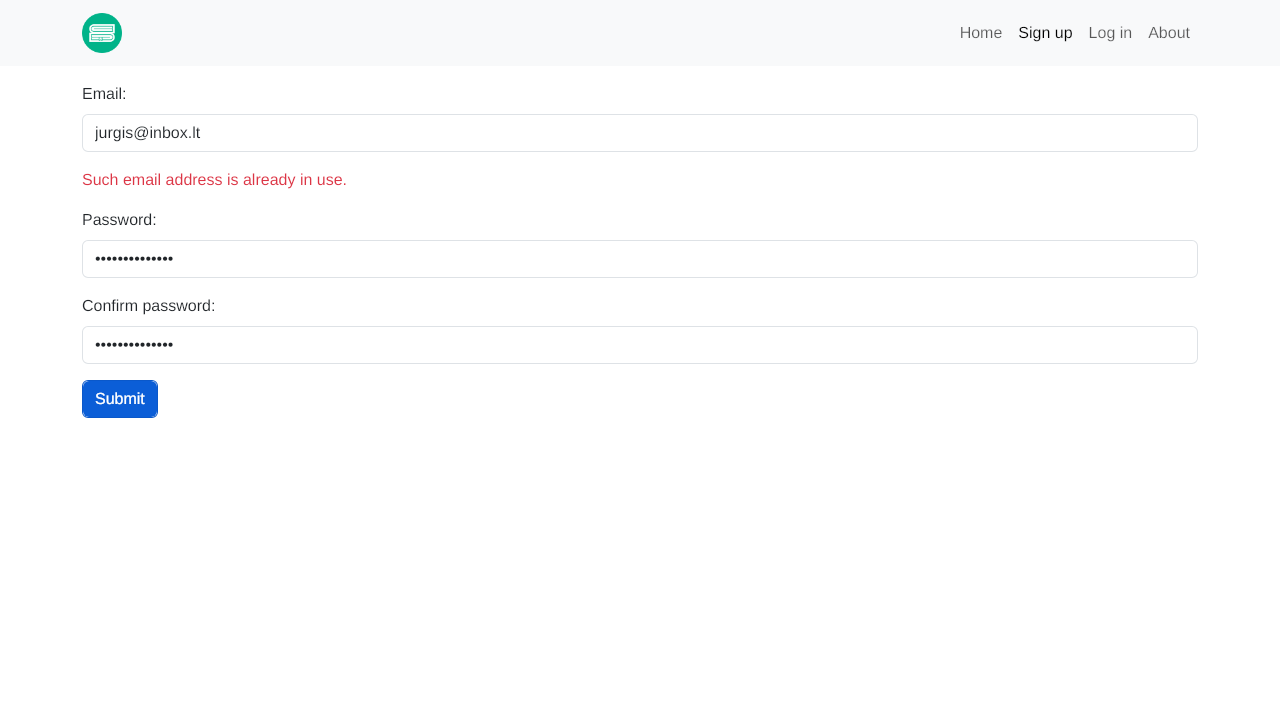 Home Sign up Log in About
Email:
jurgis@inbox.lt
Such email address is already in use.
Password:
••••••••••••••
Confirm password:
••••••••••••••
Submit